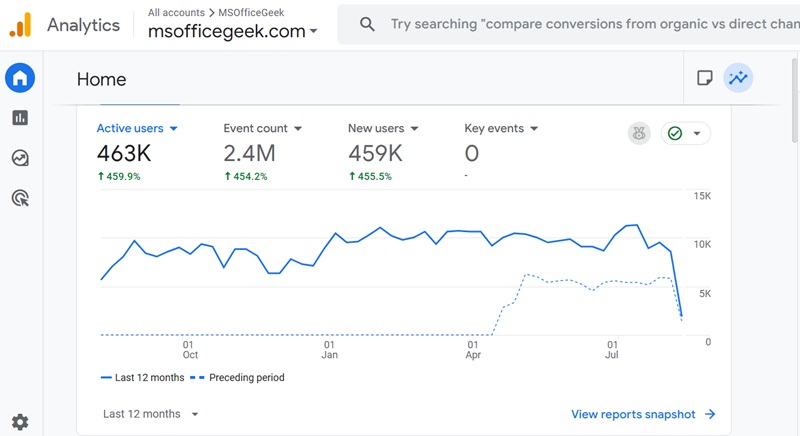 Analytics
All accounts > MSOfficeGeek
msofficegeek.com
Try searching "compare conversions from organic vs direct chan
Home
Active users
Event count
New users
Key events
463K
2.4M
459K
0
↑ 459.9%
↑ 454.2%
↑ 455.5%
-
15K
10K
5K
0
01
Oct
01
Jan
01
Apr
01
Jul
Last 12 months
Preceding period
Last 12 months
View reports snapshot →